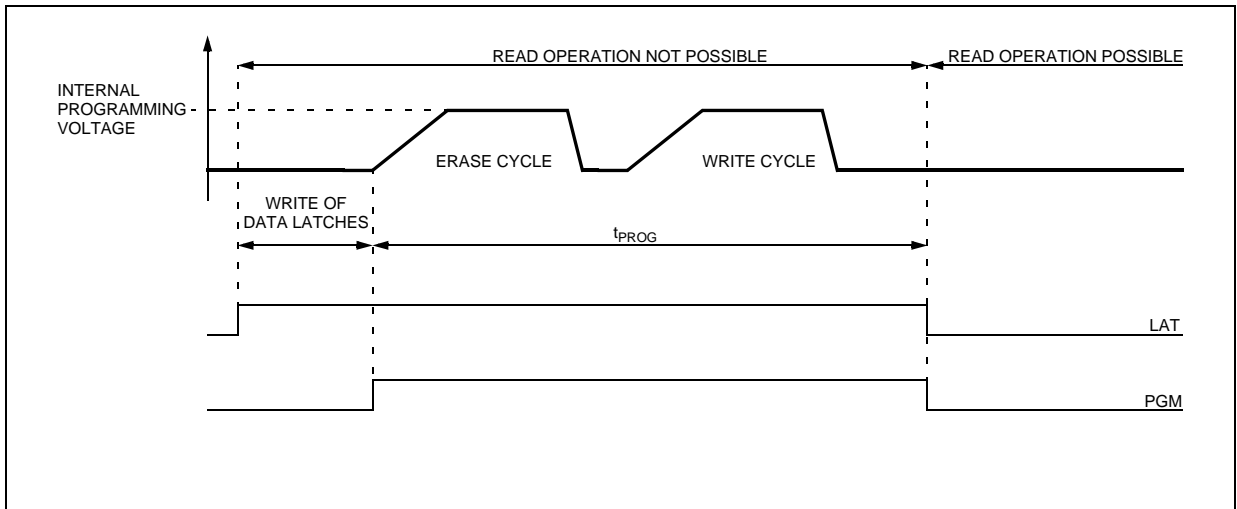 READ OPERATION NOT POSSIBLE
READ OPERATION POSSIBLE
INTERNAL
PROGRAMMING
VOLTAGE
ERASE CYCLE
WRITE CYCLE
WRITE OF
DATA LATCHES
tPROG
LAT
PGM